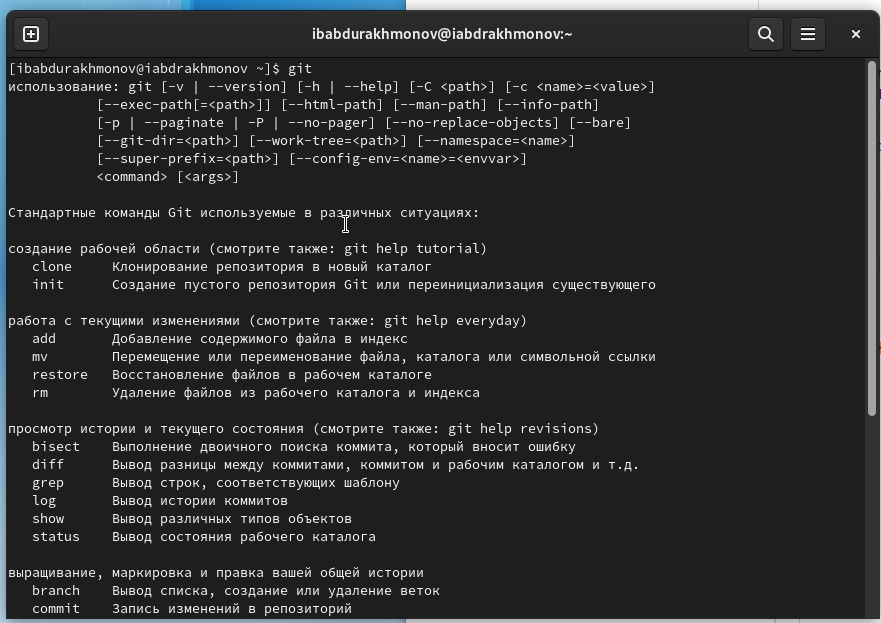 ibabdurakhmonov@iabdrakhmonov:~
[ibabdurakhmonov@iabdrakhmonov ~]$ git
использование: git [-v | --version] [-h | --help] [-C <path>] [-c <name>=<value>]
           [--exec-path[=<path>]] [--html-path] [--man-path] [--info-path]
           [-p | --paginate | -P | --no-pager] [--no-replace-objects] [--bare]
           [--git-dir=<path>] [--work-tree=<path>] [--namespace=<name>]
           [--super-prefix=<path>] [--config-env=<name>=<envvar>]
           <command> [<args>]
Стандартные команды Git используемые в различных ситуациях:
создание рабочей области (смотрите также: git help tutorial)
   clone     Клонирование репозитория в новый каталог
   init      Создание пустого репозитория Git или переинициализация существующего
работа с текущими изменениями (смотрите также: git help everyday)
   add       Добавление содержимого файла в индекс
   mv        Перемещение или переименование файла, каталога или символьной ссылки
   restore   Восстановление файлов в рабочем каталоге
   rm        Удаление файлов из рабочего каталога и индекса
просмотр истории и текущего состояния (смотрите также: git help revisions)
   bisect    Выполнение двоичного поиска коммита, который вносит ошибку
   diff      Вывод разницы между коммитами, коммитом и рабочим каталогом и т.д.
   grep      Вывод строк, соответствующих шаблону
   log       Вывод истории коммитов
   show      Вывод различных типов объектов
   status    Вывод состояния рабочего каталога
выращивание, маркировка и правка вашей общей истории
   branch    Вывод списка, создание или удаление веток
   commit    Запись изменений в репозиторий